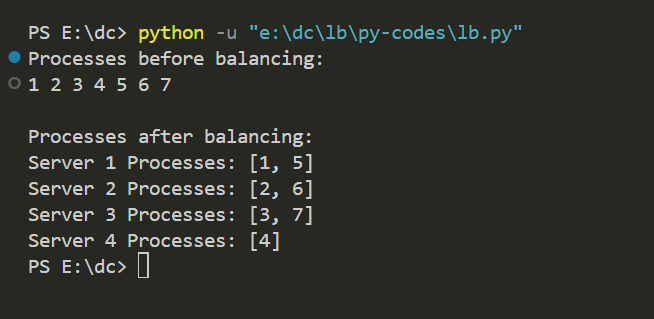 PS E:\dc> python -u "e:\dc\lb\py-codes\lb.py"
Processes before balancing:
1 2 3 4 5 6 7
Processes after balancing:
Server 1 Processes: [1, 5]
Server 2 Processes: [2, 6]
Server 3 Processes: [3, 7]
Server 4 Processes: [4]
PS E:\dc>